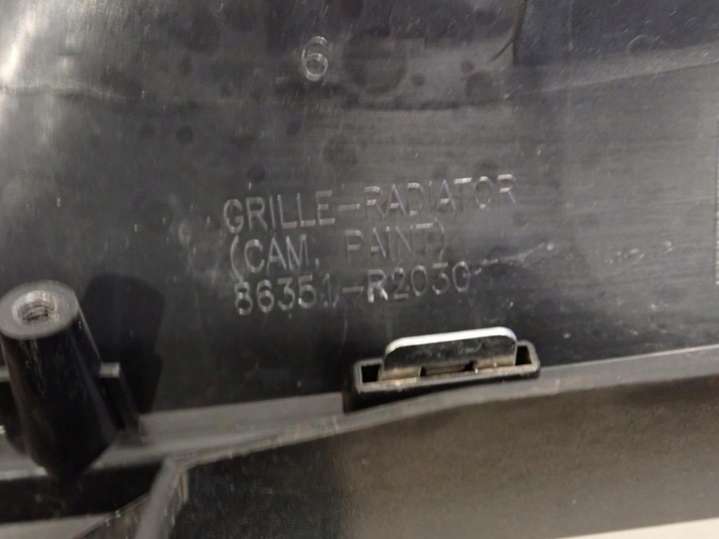 6
GRILLE-RADIATOR
(CAM, PAINT)
86351-R2030